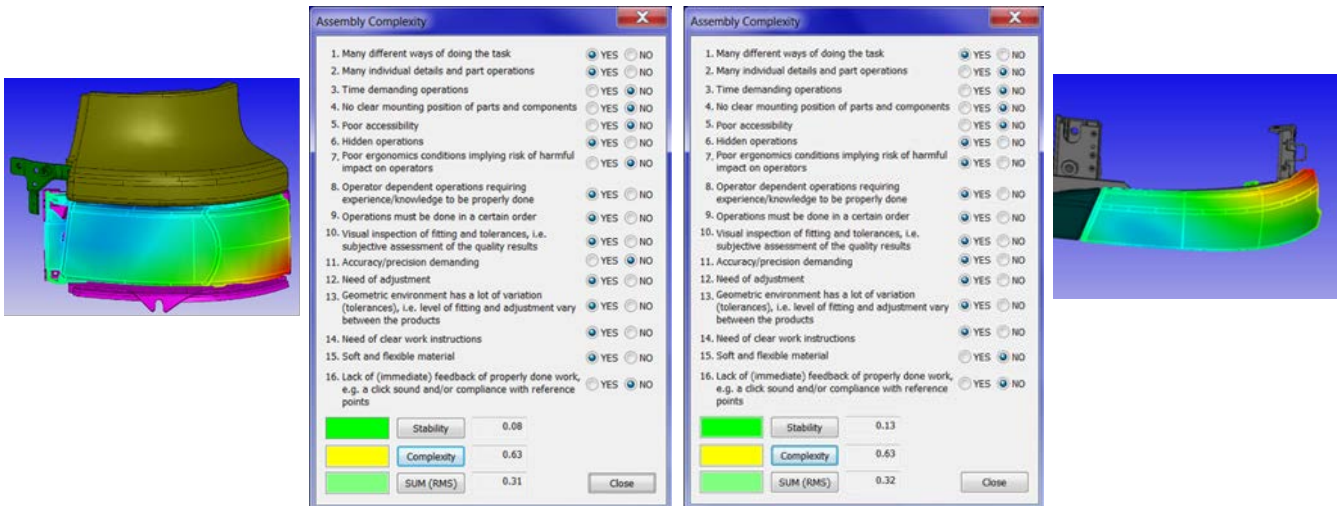 Assembly Complexity
1. Many different ways of doing the task YES NO
2. Many individual details and part operations YES NO
3. Time demanding operations YES NO
4. No clear mounting position of parts and components YES NO
5. Poor accessibility YES NO
6. Hidden operations YES NO
7. Poor ergonomics conditions implying risk of harmful
impact on operators YES NO
8. Operator dependent operations requiring
experience/knowledge to be properly done YES NO
9. Operations must be done in a certain order YES NO
10. Visual inspection of fitting and tolerances, i.e.
subjective assessment of the quality results YES NO
11. Accuracy/precision demanding YES NO
12. Need of adjustment YES NO
13. Geometric environment has a lot of variation
(tolerances), i.e. level of fitting and adjustment vary YES NO
between the products
14. Need of clear work instructions YES NO
15. Soft and flexible material YES NO
16. Lack of (immediate) feedback of properly done work,
e.g. a click sound and/or compliance with reference YES NO
points
Stability 0.08
Complexity 0.63
SUM (RMS) 0.31 Close
Assembly Complexity
1. Many different ways of doing the task YES NO
2. Many individual details and part operations YES NO
3. Time demanding operations YES NO
4. No clear mounting position of parts and components YES NO
5. Poor accessibility YES NO
6. Hidden operations YES NO
7. Poor ergonomics conditions implying risk of harmful
impact on operators YES NO
8. Operator dependent operations requiring
experience/knowledge to be properly done YES NO
9. Operations must be done in a certain order YES NO
10. Visual inspection of fitting and tolerances, i.e.
subjective assessment of the quality results YES NO
11. Accuracy/precision demanding YES NO
12. Need of adjustment YES NO
13. Geometric environment has a lot of variation
(tolerances), i.e. level of fitting and adjustment vary YES NO
between the products
14. Need of clear work instructions YES NO
15. Soft and flexible material YES NO
16. Lack of (immediate) feedback of properly done work,
e.g. a click sound and/or compliance with reference YES NO
points
Stability 0.13
Complexity 0.63
SUM (RMS) 0.32 Close